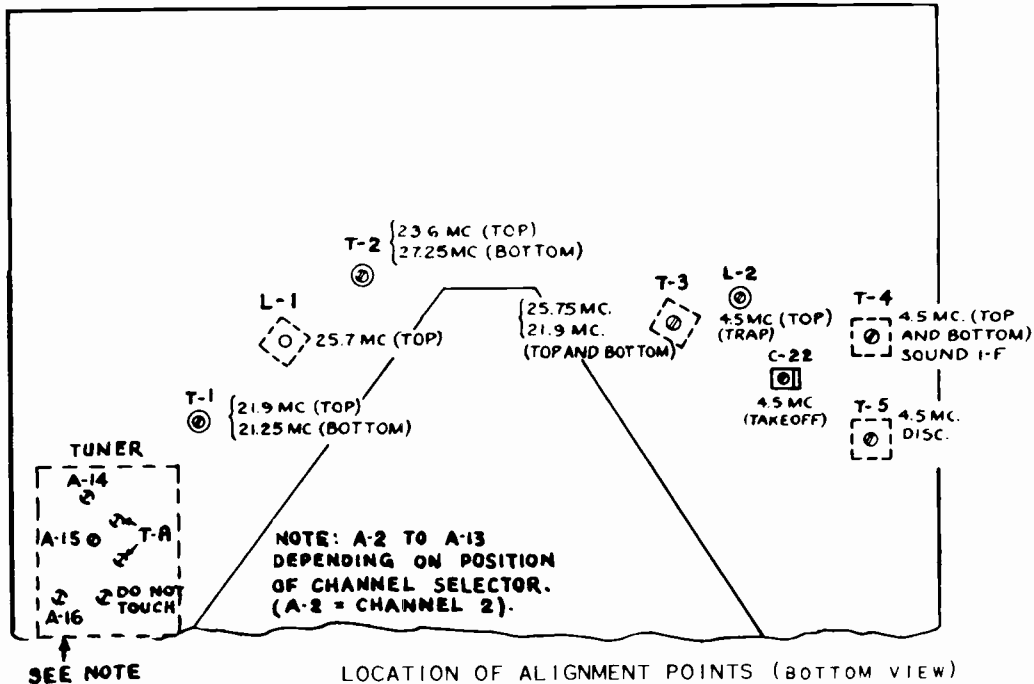 T-2
23.6 MC (TOP)
27.25 MC (BOTTOM)
L-1
25.7 MC (TOP)
T-1
21.9 MC (TOP)
21.25 MC (BOTTOM)
25.75 MC.
21.9 MC.
(TOP AND BOTTOM)
T-3
L-2
4.5 MC (TOP)
(TRAP)
C-22
4.5 MC
(TAKEOFF)
T-4
4.5 MC. (TOP
AND BOTTOM)
SOUND I-F
T-5
4.5 MC.
DISC.
TUNER
A-14
A-15
T-A
A-16
DO NOT
TOUCH
SEE NOTE
NOTE: A-2 TO A-13
DEPENDING ON POSITION
OF CHANNEL SELECTOR.
(A-2 = CHANNEL 2).
LOCATION OF ALIGNMENT POINTS (BOTTOM VIEW)